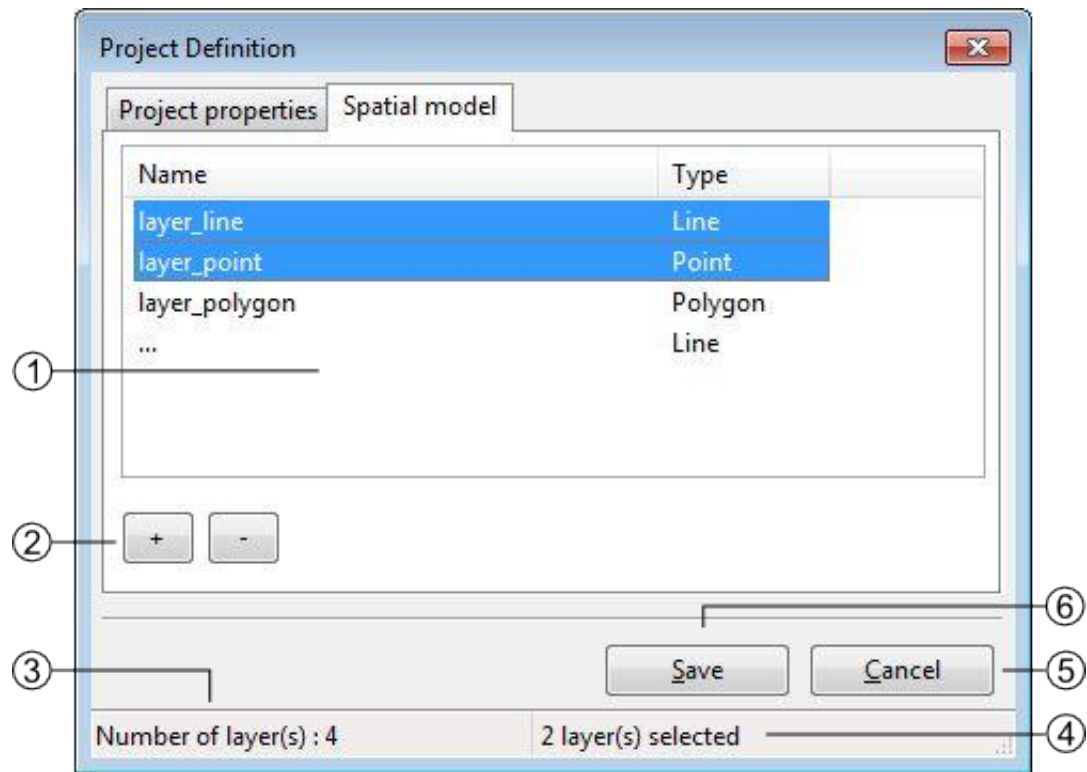 Project Definition
Project properties Spatial model
Name Type
layer_line Line
layer_point Point
layer_polygon Polygon
... Line
①
+ -
②
⑥
Save Cancel
③ ⑤
Number of layer(s) : 4 2 layer(s) selected ④